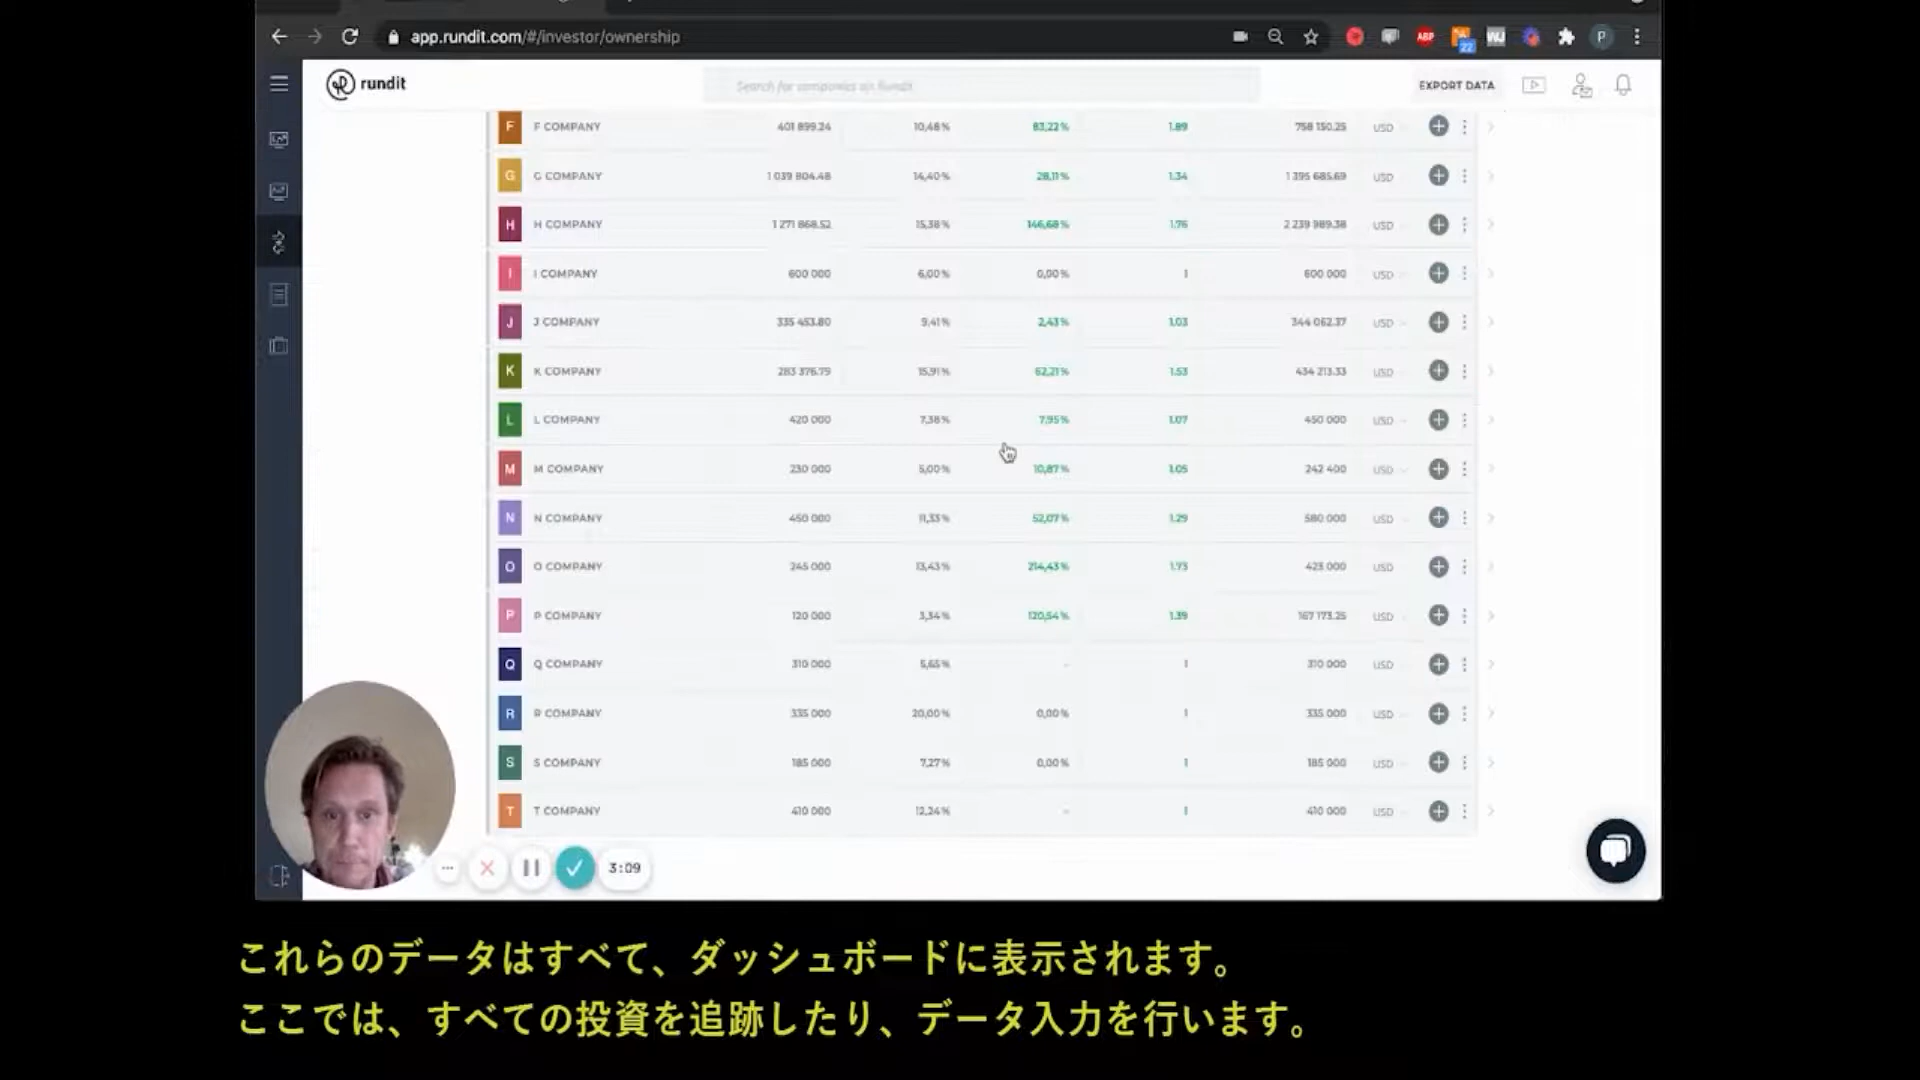 app.rundit.com/#/investor/ownership
ABP
22
P
rundit
Search for companies on Rundit
EXPORT DATA
F F COMPANY 401 899.24 10,48% 83,22% 1.89 758 150.25 USD
G G COMPANY 1 039 804.48 14,40% 28,11% 1.34 1 395 685.69 USD
H H COMPANY 1 271 868.52 15,38% 146,68% 1.76 2 239 989.38 USD
I I COMPANY 600 000 6,00% 0,00% 1 600 000 USD
J J COMPANY 335 453.80 9,41% 2,43% 1.03 344 062.37 USD
K K COMPANY 283 376.79 15,91% 62,21% 1.53 434 213.33 USD
L L COMPANY 420 000 7,38% 7,95% 1.07 450 000 USD
M M COMPANY 230 000 5,00% 10,87% 1.05 242 400 USD
N N COMPANY 450 000 11,33% 52,07% 1.29 580 000 USD
O O COMPANY 245 000 13,43% 214,43% 1.73 423 000 USD
P P COMPANY 120 000 3,34% 120,54% 1.39 167 173.25 USD
Q Q COMPANY 310 000 5,65% - 1 310 000 USD
R R COMPANY 335 000 20,00% 0,00% 1 335 000 USD
S S COMPANY 185 000 7,27% 0,00% 1 185 000 USD
T T COMPANY 410 000 12,24% - 1 410 000 USD
3:09
これらのデータはすべて、ダッシュボードに表示されます。
ここでは、すべての投資を追跡したり、データ入力を行います。